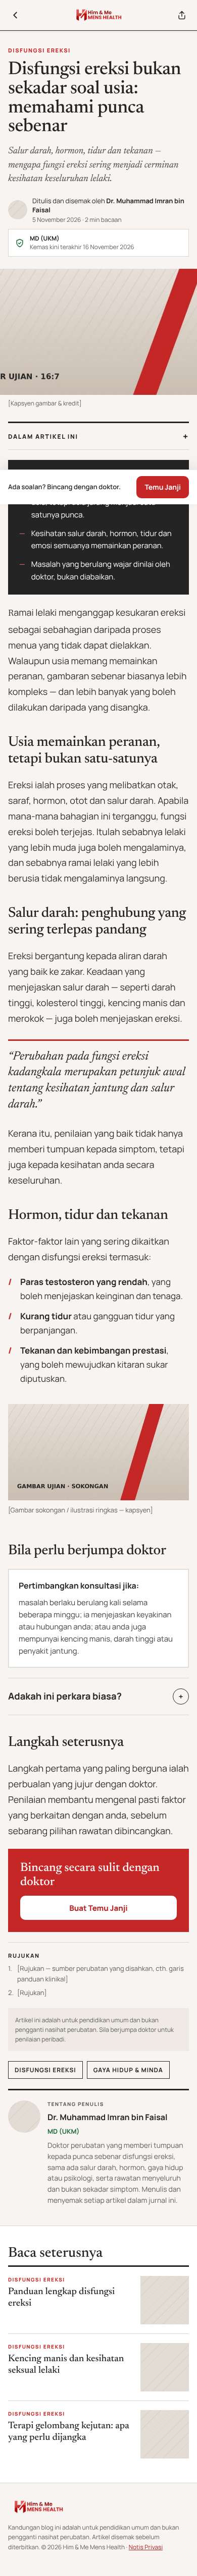 Him & Me
MENS HEALTH
DISFUNGSI EREKSI
Disfungsi ereksi bukan
sekadar soal usia:
memahami punca
sebenar
Salur darah, hormon, tidur dan tekanan —
mengapa fungsi ereksi sering menjadi cerminan
kesihatan keseluruhan lelaki.
Ditulis dan disemak oleh Dr. Muhammad Imran bin
Faisal
5 November 2026 · 2 min bacaan
MD (UKM)
Kemas kini terakhir 16 November 2026
R UJIAN · 16:7
[Kapsyen gambar & kredit]
DALAM ARTIKEL INI +
Ada soalan? Bincang dengan doktor. Temu Janji
satunya punca.
— Kesihatan salur darah, hormon, tidur dan
emosi semuanya memainkan peranan.
— Masalah yang berulang wajar dinilai oleh
doktor, bukan diabaikan.
Ramai lelaki menganggap kesukaran ereksi
sebagai sebahagian daripada proses
menua yang tidak dapat dielakkan.
Walaupun usia memang memainkan
peranan, gambaran sebenar biasanya lebih
kompleks — dan lebih banyak yang boleh
dilakukan daripada yang disangka.
Usia memainkan peranan,
tetapi bukan satu-satunya
Ereksi ialah proses yang melibatkan otak,
saraf, hormon, otot dan salur darah. Apabila
mana-mana bahagian ini terganggu, fungsi
ereksi boleh terjejas. Itulah sebabnya lelaki
yang lebih muda juga boleh mengalaminya,
dan sebabnya ramai lelaki yang lebih
berusia tidak mengalaminya langsung.
Salur darah: penghubung yang
sering terlepas pandang
Ereksi bergantung kepada aliran darah
yang baik ke zakar. Keadaan yang
menjejaskan salur darah — seperti darah
tinggi, kolesterol tinggi, kencing manis dan
merokok — juga boleh menjejaskan ereksi.
“Perubahan pada fungsi ereksi
kadangkala merupakan petunjuk awal
tentang kesihatan jantung dan salur
darah.”
Kerana itu, penilaian yang baik tidak hanya
memberi tumpuan kepada simptom, tetapi
juga kepada kesihatan anda secara
keseluruhan.
Hormon, tidur dan tekanan
Faktor-faktor lain yang sering dikaitkan
dengan disfungsi ereksi termasuk:
/ Paras testosteron yang rendah, yang
boleh menjejaskan keinginan dan tenaga.
/ Kurang tidur atau gangguan tidur yang
berpanjangan.
/ Tekanan dan kebimbangan prestasi,
yang boleh mewujudkan kitaran sukar
diputuskan.
GAMBAR UJIAN · SOKONGAN
[Gambar sokongan / ilustrasi ringkas — kapsyen]
Bila perlu berjumpa doktor
Pertimbangkan konsultasi jika:
masalah berlaku berulang kali selama
beberapa minggu; ia menjejaskan keyakinan
atau hubungan anda; atau anda juga
mempunyai kencing manis, darah tinggi atau
penyakit jantung.
Adakah ini perkara biasa? +
Langkah seterusnya
Langkah pertama yang paling berguna ialah
perbualan yang jujur dengan doktor.
Penilaian membantu mengenal pasti faktor
yang berkaitan dengan anda, sebelum
sebarang pilihan rawatan dibincangkan.
Bincang secara sulit dengan
doktor
Buat Temu Janji
RUJUKAN
1. [Rujukan — sumber perubatan yang disahkan, cth. garis
panduan klinikal]
2. [Rujukan]
Artikel ini adalah untuk pendidikan umum dan bukan
pengganti nasihat perubatan. Sila berjumpa doktor untuk
penilaian peribadi.
DISFUNGSI EREKSI GAYA HIDUP & MINDA
TENTANG PENULIS
Dr. Muhammad Imran bin Faisal
MD (UKM)
Doktor perubatan yang memberi tumpuan
kepada punca sebenar disfungsi ereksi,
sama ada salur darah, hormon, gaya hidup
atau psikologi, serta rawatan menyeluruh
dan bukan sekadar simptom. Menulis dan
menyemak setiap artikel dalam jurnal ini.
Baca seterusnya
DISFUNGSI EREKSI
Panduan lengkap disfungsi
ereksi
DISFUNGSI EREKSI
Kencing manis dan kesihatan
seksual lelaki
DISFUNGSI EREKSI
Terapi gelombang kejutan: apa
yang perlu dijangka
Him & Me
MENS HEALTH
Kandungan blog ini adalah untuk pendidikan umum dan bukan
pengganti nasihat perubatan. Artikel disemak sebelum
diterbitkan. © 2026 Him & Me Mens Health · Notis Privasi